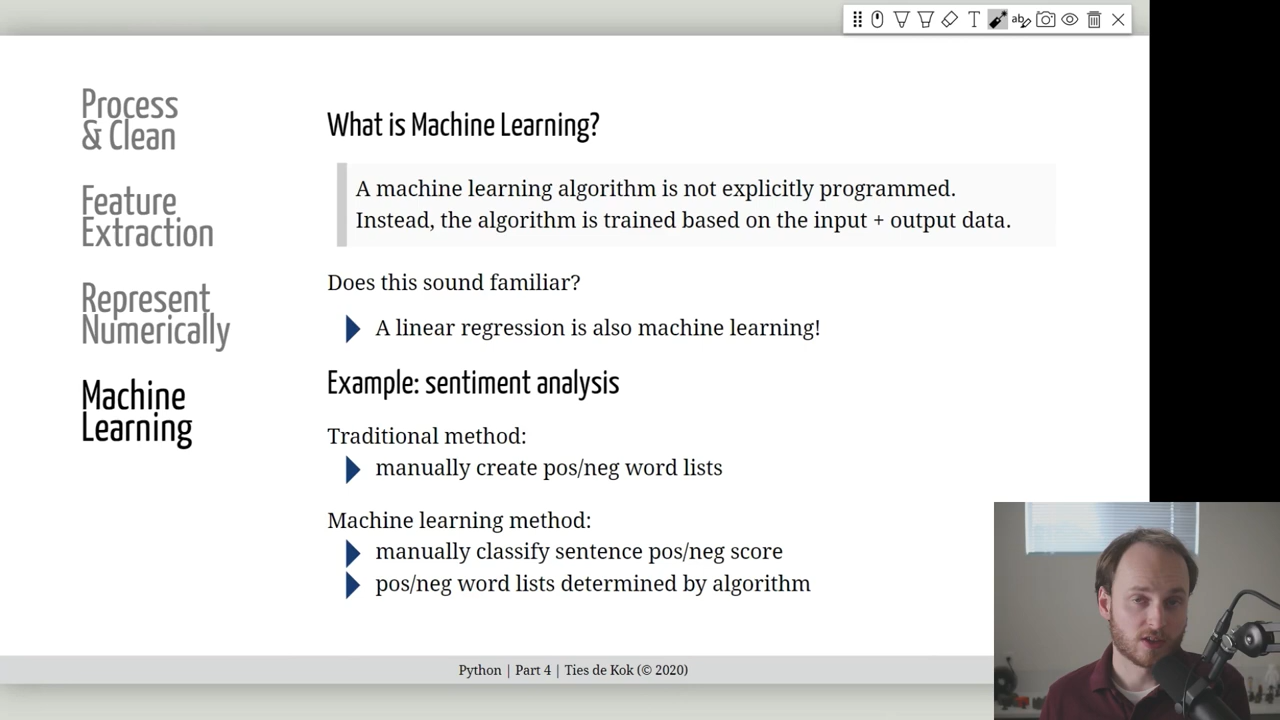 T
ab
Process
& Clean
Feature
Extraction
Represent
Numerically
Machine
Learning
What is Machine Learning?
A machine learning algorithm is not explicitly programmed.
Instead, the algorithm is trained based on the input + output data.
Does this sound familiar?
A linear regression is also machine learning!
Example: sentiment analysis
Traditional method:
manually create pos/neg word lists
Machine learning method:
manually classify sentence pos/neg score
pos/neg word lists determined by algorithm
Python | Part 4 | Ties de Kok (© 2020)